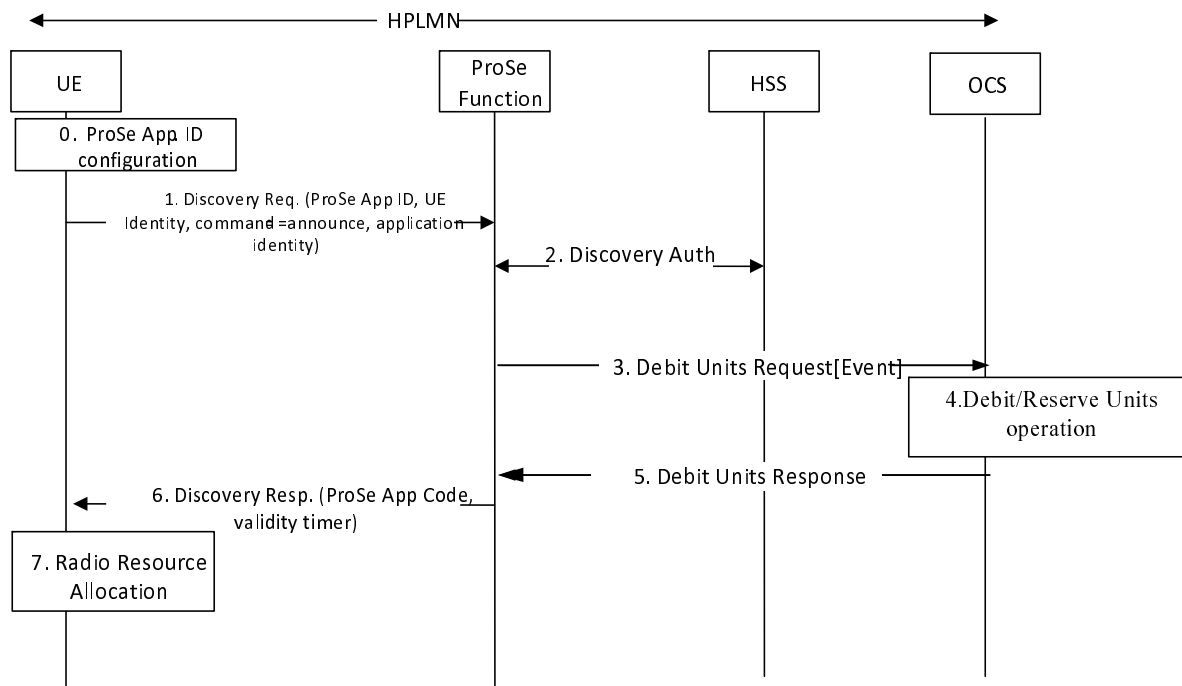 HPLMN
UE
ProSe
Function
HSS
OCS
0. ProSe App. ID
configuration
1. Discovery Req. (ProSe App ID, UE
Identity, command =announce, application
identity)
2. Discovery Auth
3. Debit Units Request[Event]
4.Debit/Reserve Units
operation
5. Debit Units Response
6. Discovery Resp. (ProSe App Code,
validity timer)
7. Radio Resource
Allocation